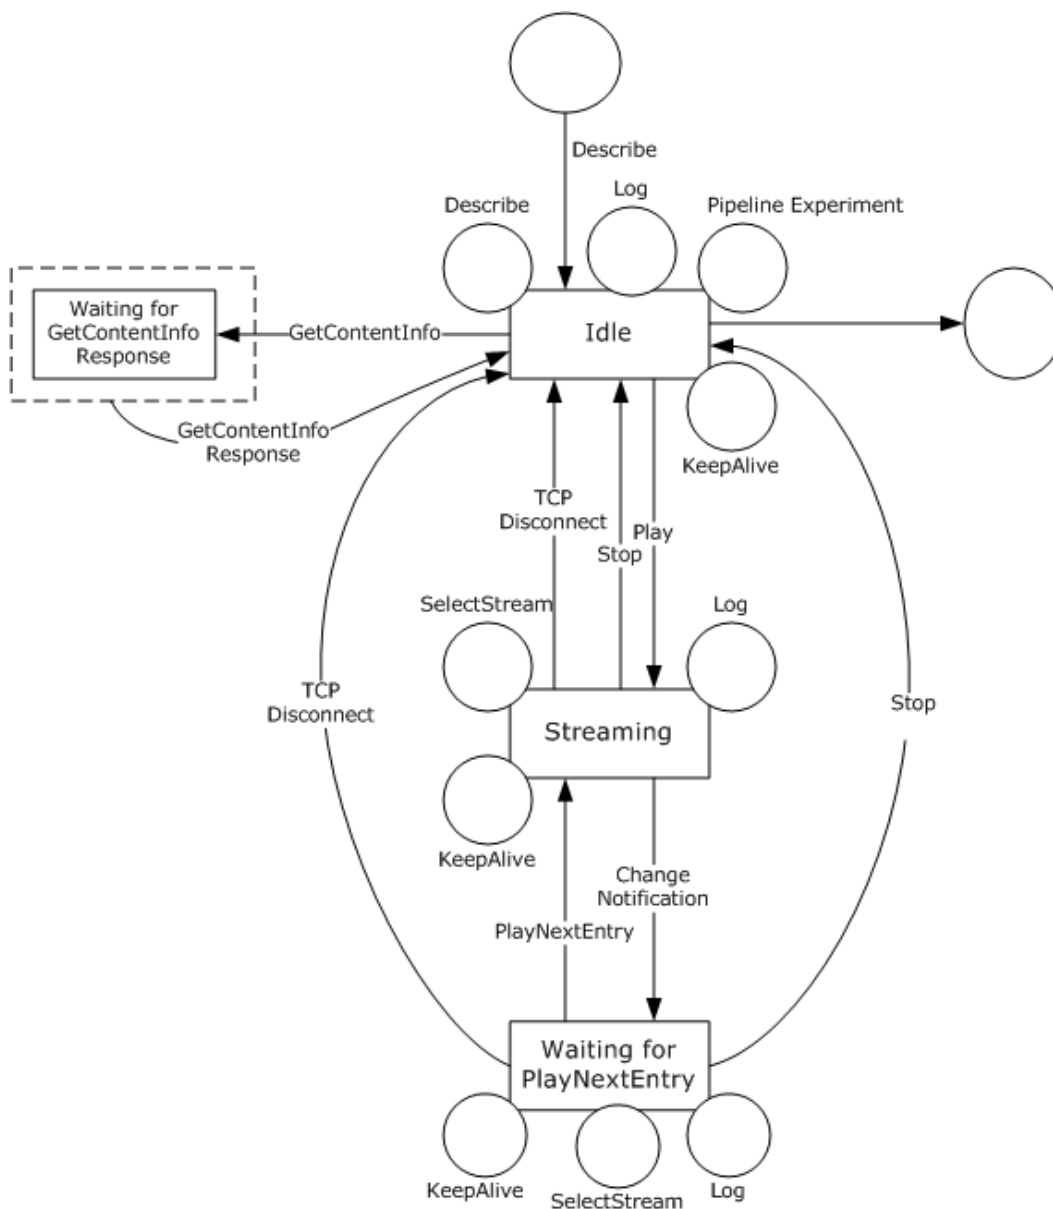 Describe
Log
Describe
Pipeline Experiment
Waiting for
GetContentInfo
Response
GetContentInfo
Idle
GetContentInfo
Response
KeepAlive
TCP
Disconnect
Play
Stop
SelectStream
Log
TCP
Disconnect
Stop
Streaming
KeepAlive
Change
Notification
PlayNextEntry
Waiting for
PlayNextEntry
KeepAlive
SelectStream
Log